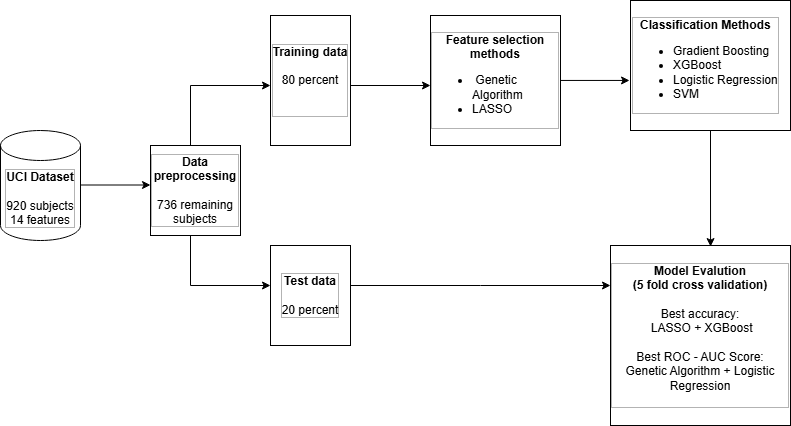 UCI Dataset
920 subjects
14 features
Data
preprocessing
736 remaining
subjects
Training data
80 percent
Feature selection
methods
Genetic
Algorithm
LASSO
Classification Methods
Gradient Boosting
XGBoost
Logistic Regression
SVM
Test data
20 percent
Model Evalution
(5 fold cross validation)
Best accuracy:
LASSO + XGBoost
Best ROC - AUC Score:
Genetic Algorithm + Logistic
Regression